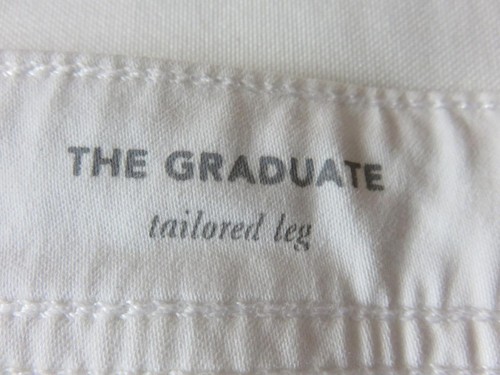 THE GRADUATE
tailored leg